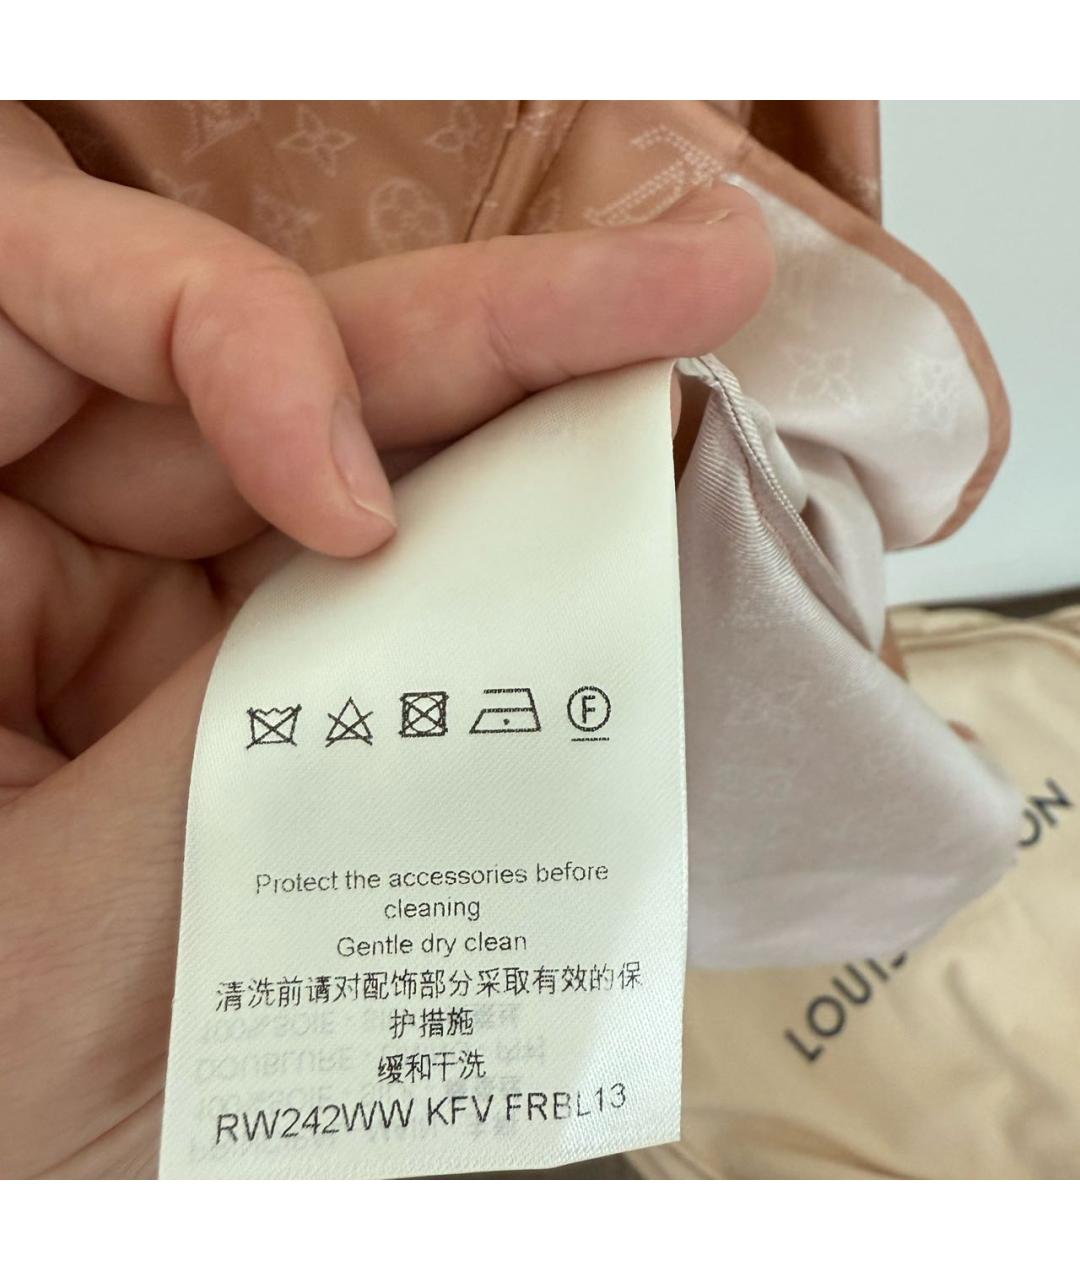 F
Protect the accessories before
cleaning
Gentle dry clean
清洗前请对配饰部分采取有效的保
护措施
缓和干洗
RW242WW KFV FRBL13
LOUIS
ON